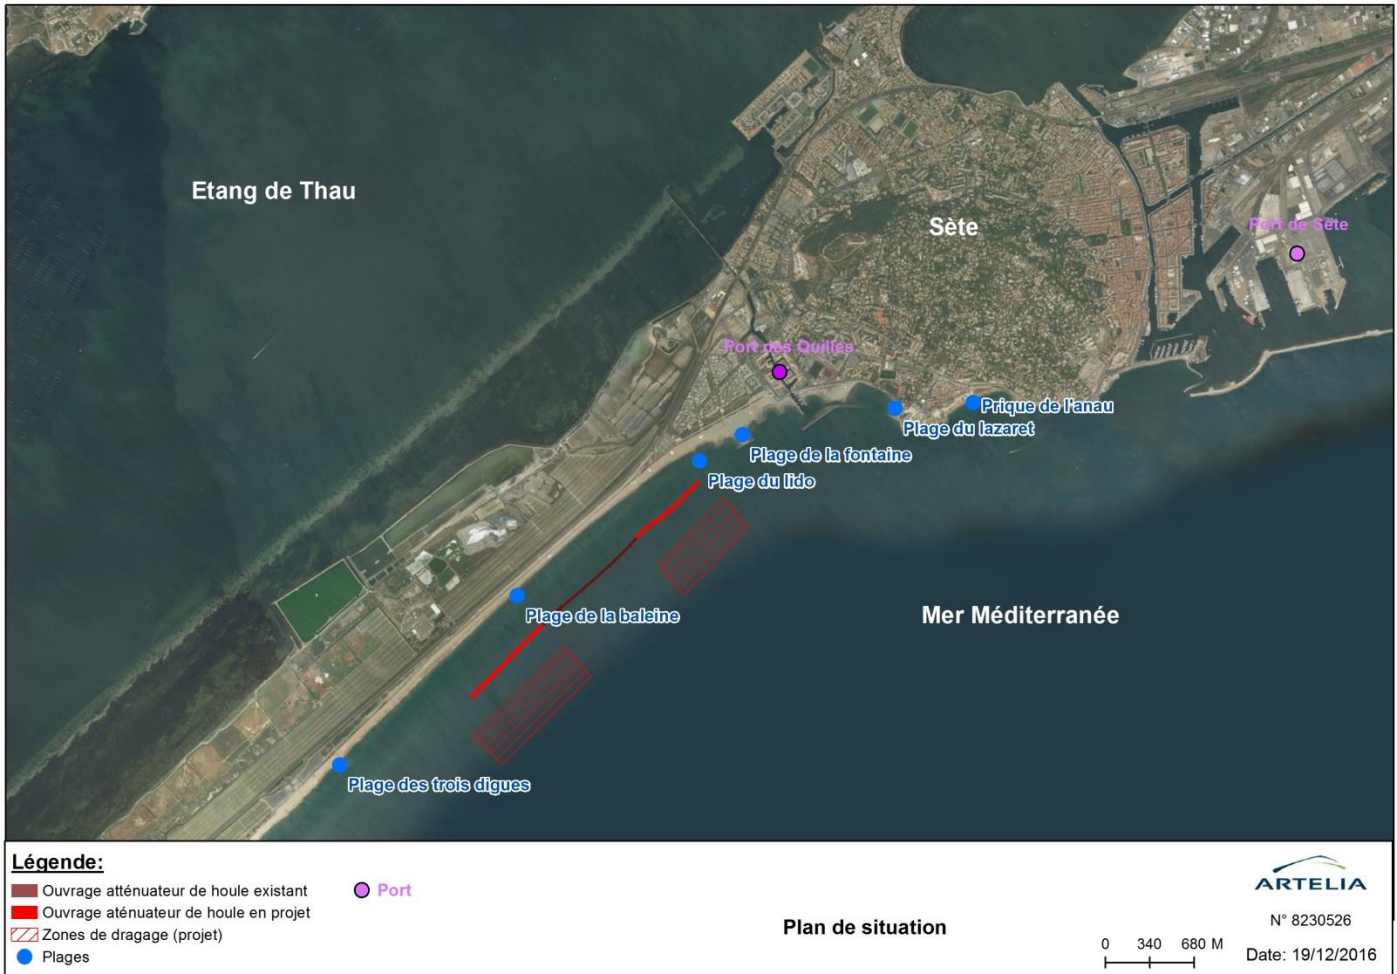 Etang de Thau
Sète
Port de Sète
Port des Quilles
Prique de l'anau
Plage du lazaret
Plage de la fontaine
Plage du lido
Plage de la baleine
Mer Méditerranée
Plage des trois digues
Légende:
Ouvrage atténuateur de houle existant
Port
Ouvrage aténuateur de houle en projet
Zones de dragage (projet)
Plages
Plan de situation
0 340 680 M
ARTELIA
N° 8230526
Date: 19/12/2016